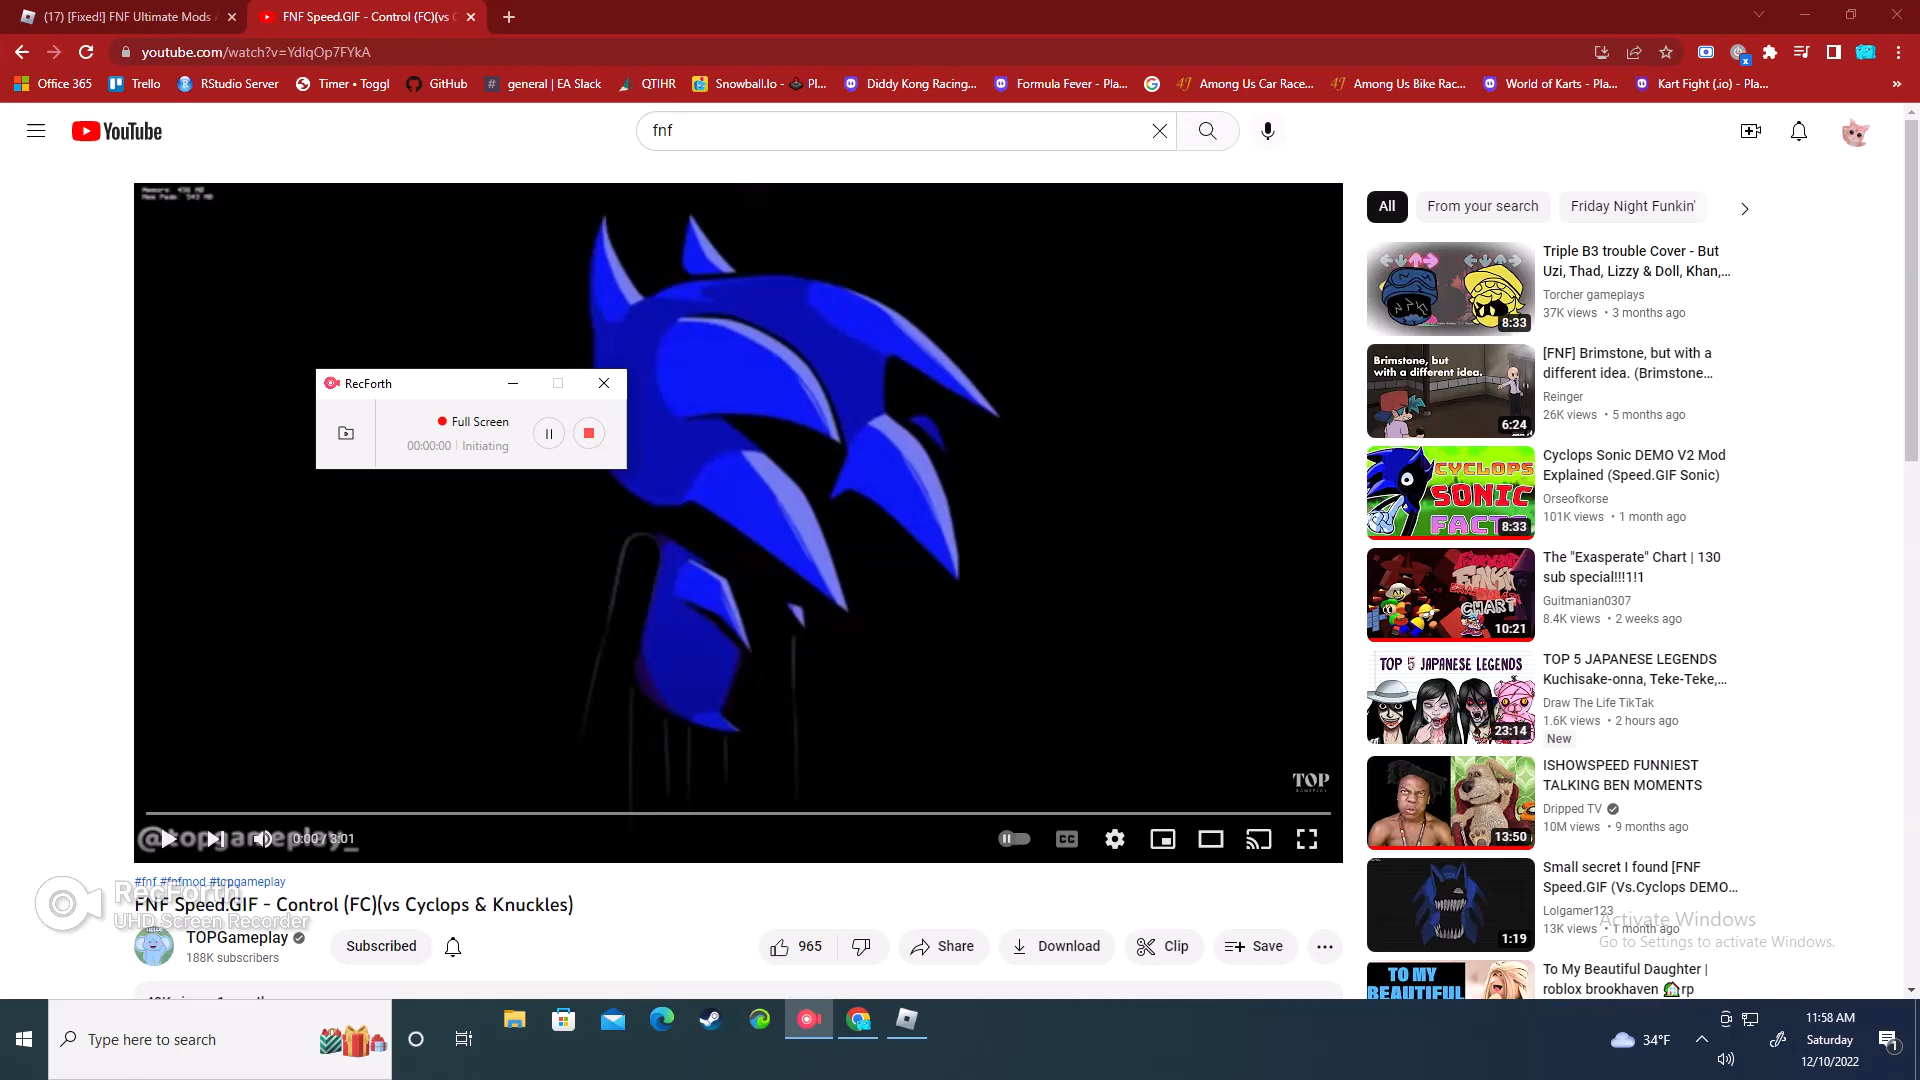 (17) [Fixed!] FNF Ultimate Mods
FNF Speed.GIF - Control (FC)(vs
youtube.com/watch?v=YdlqOp7FYkA
Office 365
Trello
RStudio Server
Timer • Toggl
GitHub
general | EA Slack
QTIHR
Snowball.Io - Pl...
Diddy Kong Racing...
Formula Fever - Pla...
Among Us Car Race...
Among Us Bike Rac...
World of Karts - Pla...
Kart Fight (.io) - Pla...
YouTube
fnf
All
From your search
Friday Night Funkin'
RecForth
Full Screen
00:00:00 | Initiating
TOP
GAMEPLAY
@topgameplay_
0:00 / 3:01
CC
#fnf #fnfmod #topgameplay
FNF Speed.GIF - Control (FC)(vs Cyclops & Knuckles)
RecForth
UHD Screen Recorder
TOPGameplay
188K subscribers
Subscribed
965
Share
Download
Clip
Save
Triple B3 trouble Cover - But
Uzi, Thad, Lizzy & Doll, Khan,...
Torcher gameplays
37K views • 3 months ago
8:33
Brimstone, but
with a different idea.
6:24
[FNF] Brimstone, but with a
different idea. (Brimstone...
Reinger
26K views • 5 months ago
CYCLOPS
SONIC
FACTS
8:33
Cyclops Sonic DEMO V2 Mod
Explained (Speed.GIF Sonic)
Orseofkorse
101K views • 1 month ago
CHART
10:21
The "Exasperate" Chart | 130
sub special!!!1!1
Guitmanian0307
8.4K views • 2 weeks ago
TOP 5 JAPANESE LEGENDS
23:14
TOP 5 JAPANESE LEGENDS
Kuchisake-onna, Teke-Teke,...
Draw The Life TikTak
1.6K views • 2 hours ago
New
13:50
ISHOWSPEED FUNNIEST
TALKING BEN MOMENTS
Dripped TV
10M views • 9 months ago
1:19
Small secret I found [FNF
Speed.GIF (Vs.Cyclops DEMO...
Lolgamer123
13K views • 1 month ago
Activate Windows
Go to Settings to activate Windows.
TO MY
BEAUTIFUL
To My Beautiful Daughter |
roblox brookhaven 🏠rp
Type here to search
34°F
11:58 AM
Saturday
12/10/2022
1